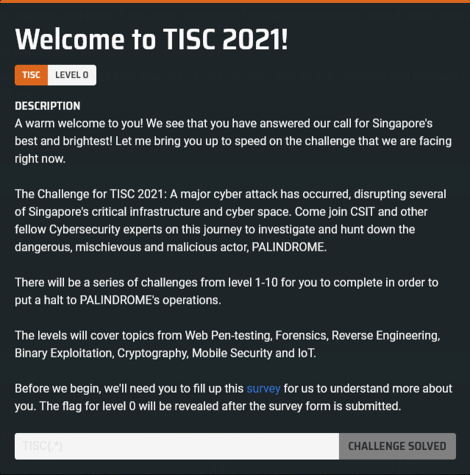 Welcome to TISC 2021!
TISC LEVEL 0
DESCRIPTION
A warm welcome to you! We see that you have answered our call for Singapore's
best and brightest! Let me bring you up to speed on the challenge that we are facing
right now.
The Challenge for TISC 2021: A major cyber attack has occurred, disrupting several
of Singapore's critical infrastructure and cyber space. Come join CSIT and other
fellow Cybersecurity experts on this journey to investigate and hunt down the
dangerous, mischievous and malicious actor, PALINDROME.
There will be a series of challenges from level 1-10 for you to complete in order to
put a halt to PALINDROME's operations.
The levels will cover topics from Web Pen-testing, Forensics, Reverse Engineering,
Binary Exploitation, Cryptography, Mobile Security and IoT.
Before we begin, we'll need you to fill up this survey for us to understand more about
you. The flag for level 0 will be revealed after the survey form is submitted.
TISC{.*} CHALLENGE SOLVED